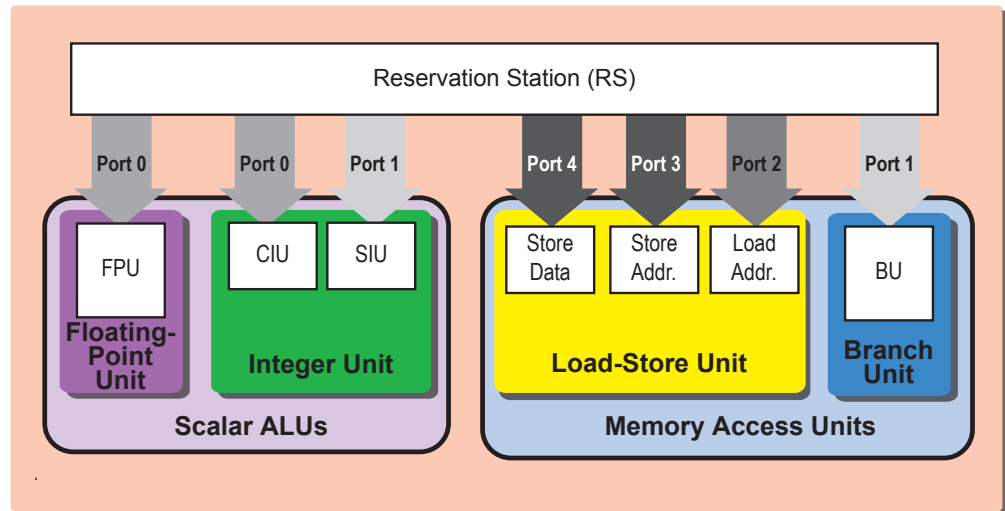 Reservation Station (RS)
Port 0
Port 0
Port 1
Port 4
Port 3
Port 2
Port 1
FPU
CIU
SIU
Store
Data
Store
Addr.
Load
Addr.
BU
Floating-
Point
Unit
Integer Unit
Load-Store Unit
Branch
Unit
Scalar ALUs
Memory Access Units
.